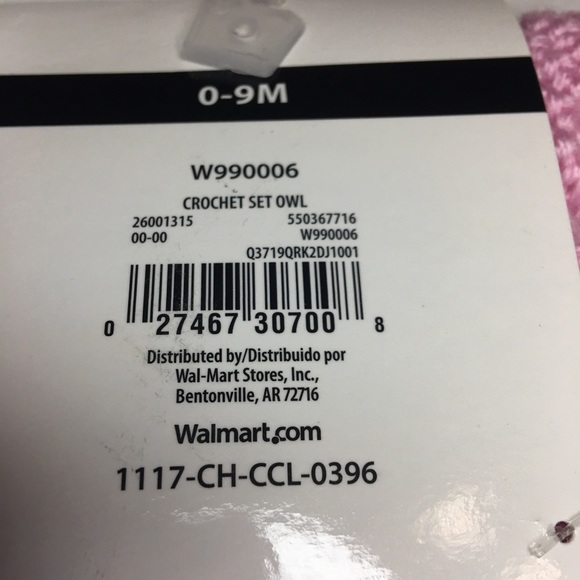 0-9M
W990006
CROCHET SET OWL
26001315 550367716
00-00 W990006
Q3719QRK2DJ1001
0 27467 30700 8
Distributed by/Distribuido por
Wal-Mart Stores, Inc.,
Bentonville, AR 72716
Walmart.com
1117-CH-CCL-0396